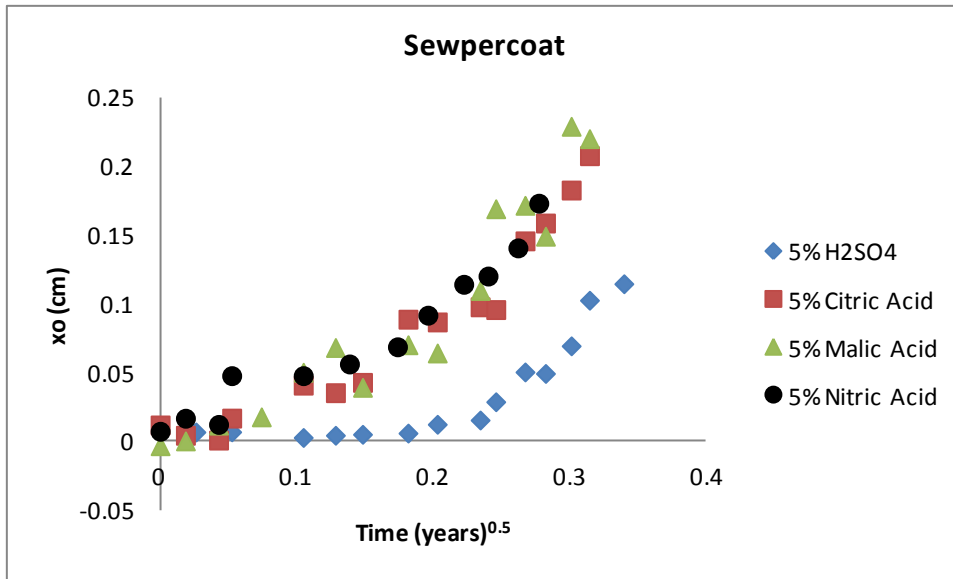 Sewpercoat
0.25
0.2
0.15
0.1
0.05
0
-0.05
xo (cm)
0 0.1 0.2 0.3 0.4
Time (years)0.5
5% H2SO4
5% Citric Acid
5% Malic Acid
5% Nitric Acid